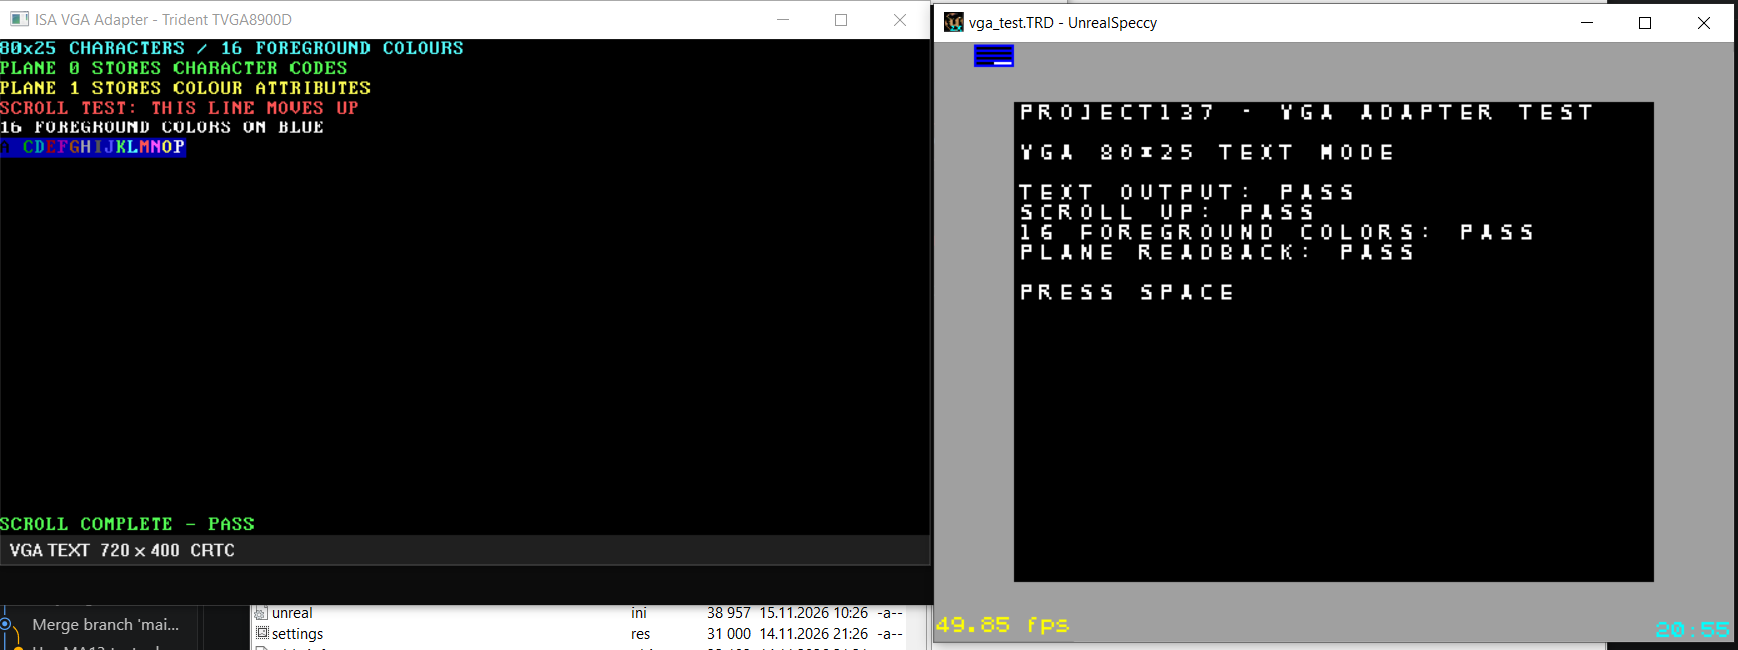 ISA VGA Adapter - Trident TVGA8900D
80x25 CHARACTERS / 16 FOREGROUND COLOURS
PLANE 0 STORES CHARACTER CODES
PLANE 1 STORES COLOUR ATTRIBUTES
SCROLL TEST: THIS LINE MOVES UP
16 FOREGROUND COLORS ON BLUE
A CDEFGHIJKLMNOP
SCROLL COMPLETE - PASS
VGA TEXT 720 x 400 CRTC
vga_test.TRD - UnrealSpeccy
PROJECT137 - VGA ADAPTER TEST
VGA 80x25 TEXT MODE
TEXT OUTPUT: PASS
SCROLL UP: PASS
16 FOREGROUND COLORS: PASS
PLANE READBACK: PASS
PRESS SPACE
49.85 fps
20:55
Merge branch 'mai...
unreal ini 38 957 15.11.2026 10:26 -a--
settings res 31 000 14.11.2026 21:26 -a--